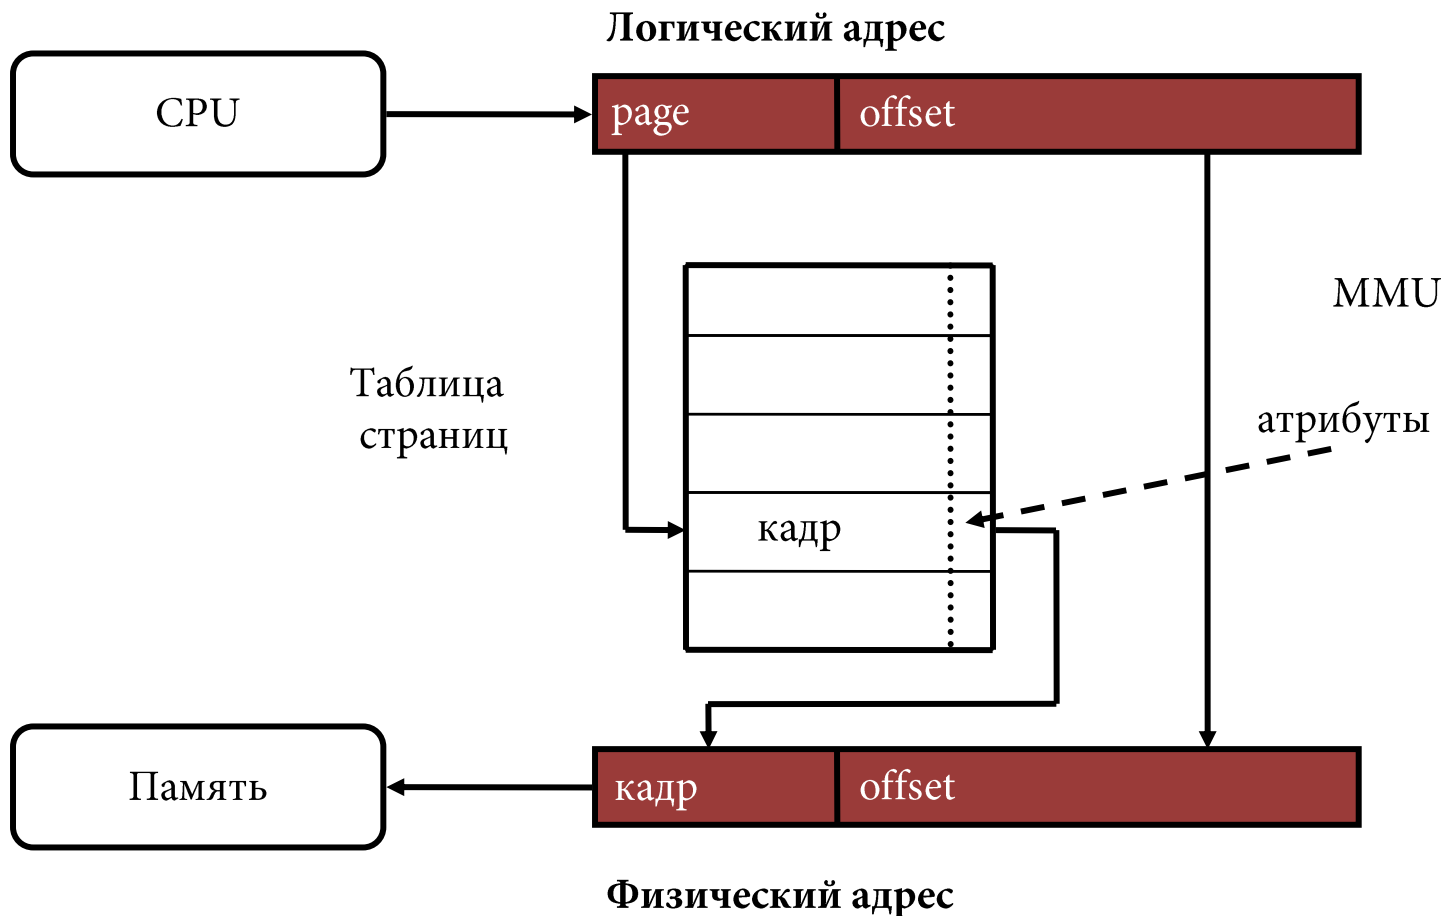 Логический адрес
CPU
page
offset
MMU
Таблица
страниц
атрибуты
кадр
Память
кадр
offset
Физический адрес